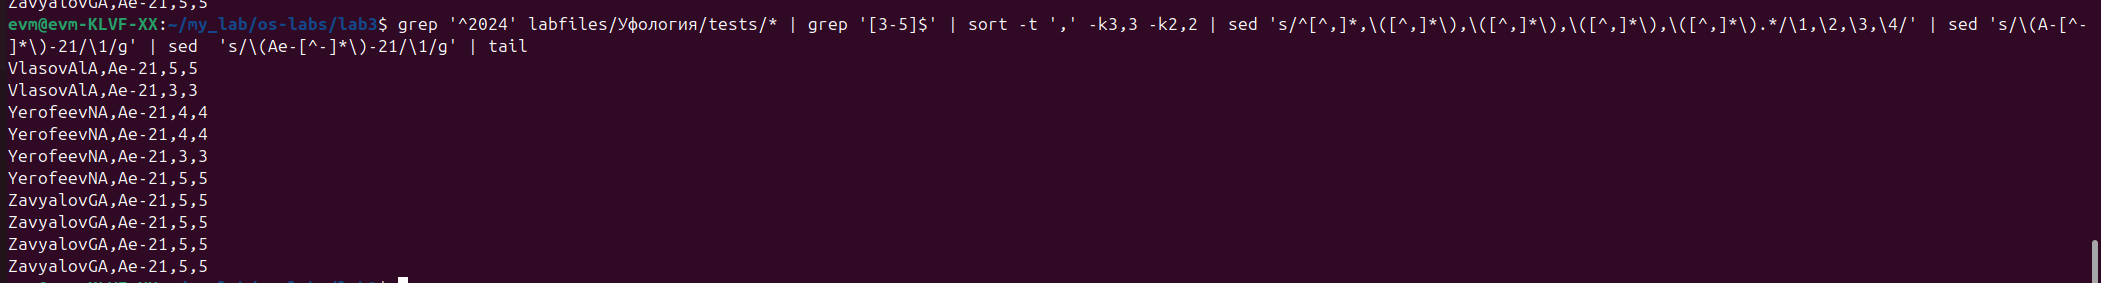 ZavyalovGA,Ae-21,5,5
evm@evm-KLVF-XX:~/my_lab/os-labs/lab3$ grep '^2024' labfiles/Уфология/tests/* | grep '[3-5]$' | sort -t ',' -k3,3 -k2,2 | sed 's/^[^,]*,\([^,]*\),\([^,]*\),\([^,]*\),\([^,]*\).*/\1,\2,\3,\4/' | sed 's/\(A-[^-
]*\)-21/\1/g' | sed  's/\(Ae-[^-]*\)-21/\1/g' | tail
VlasovAlA,Ae-21,5,5
VlasovAlA,Ae-21,3,3
YerofeevNA,Ae-21,4,4
YerofeevNA,Ae-21,4,4
YerofeevNA,Ae-21,3,3
YerofeevNA,Ae-21,5,5
ZavyalovGA,Ae-21,5,5
ZavyalovGA,Ae-21,5,5
ZavyalovGA,Ae-21,5,5
ZavyalovGA,Ae-21,5,5